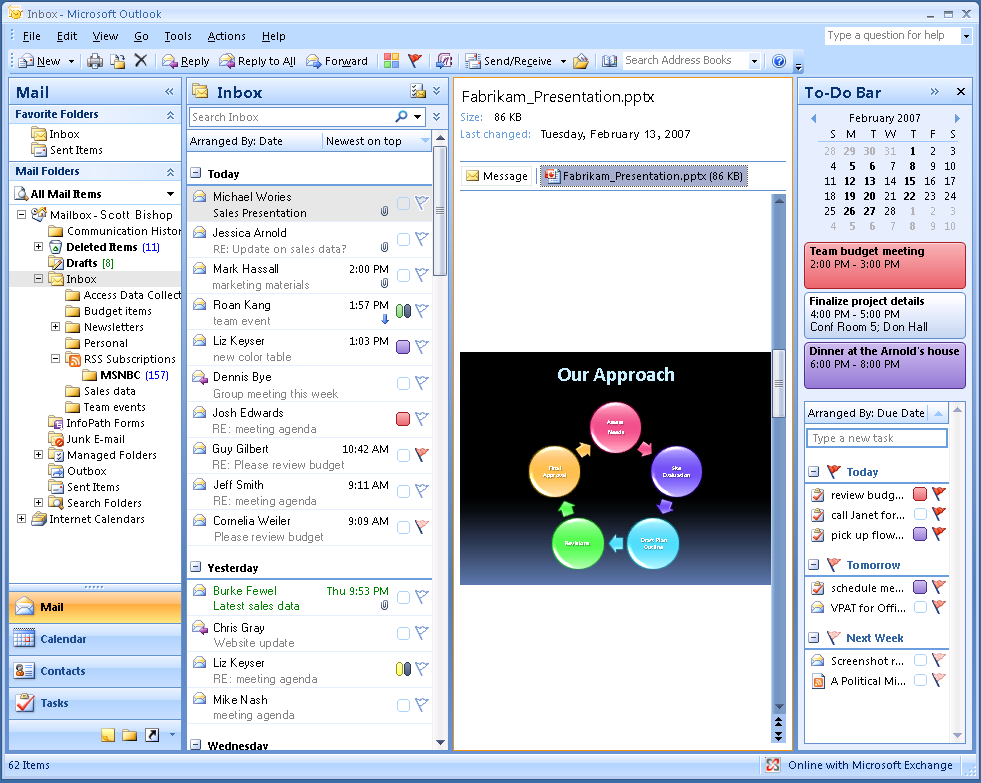 Inbox - Microsoft Outlook
File Edit View Go Tools Actions Help
Type a question for help
New Reply Reply to All Forward Send/Receive Search Address Books
Mail
Favorite Folders
Inbox
Sent Items
Mail Folders
All Mail Items
Mailbox - Scott Bishop
Communication Histor
Deleted Items (11)
Drafts [8]
Inbox
Access Data Collect
Budget items
Newsletters
Personal
RSS Subscriptions
MSNBC (157)
Sales data
Team events
InfoPath Forms
Junk E-mail
Managed Folders
Outbox
Sent Items
Search Folders
Internet Calendars
Mail
Calendar
Contacts
Tasks
Inbox
Search Inbox
Arranged By: Date Newest on top
Today
Michael Wories
Sales Presentation
Jessica Arnold
RE: Update on sales data?
Mark Hassall 2:00 PM
marketing materials
Roan Kang 1:57 PM
team event
Liz Keyser 1:03 PM
new color table
Dennis Bye
Group meeting this week
Josh Edwards
RE: meeting agenda
Guy Gilbert 10:42 AM
RE: Please review budget
Jeff Smith 9:11 AM
RE: meeting agenda
Cornelia Weiler 9:09 AM
Please review budget
Yesterday
Burke Fewel Thu 9:53 PM
Latest sales data
Chris Gray
Website update
Liz Keyser
RE: meeting agenda
Mike Nash
meeting agenda
Wednesday
Fabrikam_Presentation.pptx
Size: 86 KB
Last changed: Tuesday, February 13, 2007
Message Fabrikam_Presentation.pptx (86 KB)
Our Approach
Assess
Needs
Site
Evaluation
Draft Plan
Outline
Revisions
Final
Approval
To-Do Bar
February 2007
S M T W T F S
28 29 30 31 1 2 3
4 5 6 7 8 9 10
11 12 13 14 15 16 17
18 19 20 21 22 23 24
25 26 27 28 1 2 3
4 5 6 7 8 9 10
Team budget meeting
2:00 PM - 3:00 PM
Finalize project details
4:00 PM - 5:00 PM
Conf Room 5; Don Hall
Dinner at the Arnold's house
6:00 PM - 8:00 PM
Arranged By: Due Date
Type a new task
Today
review budg...
call Janet for...
pick up flow...
Tomorrow
schedule me...
VPAT for Offi...
Next Week
Screenshot r...
A Political Mi...
62 Items
Online with Microsoft Exchange